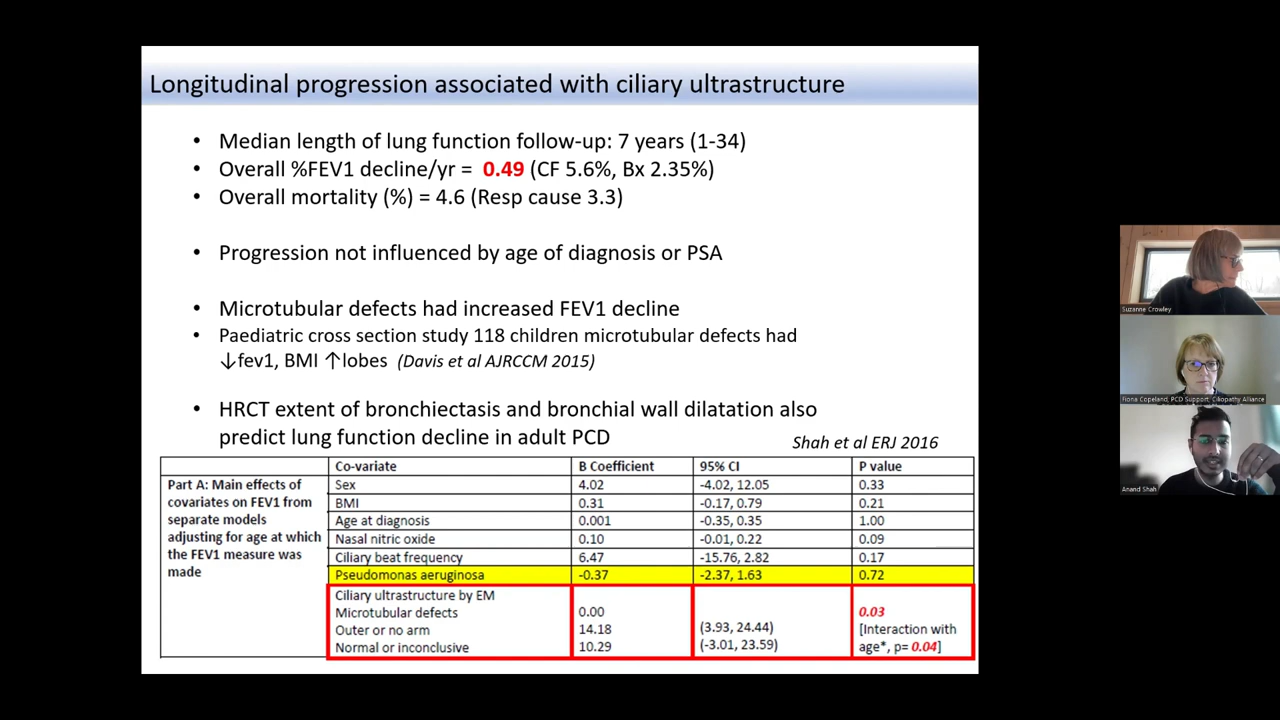 Longitudinal progression associated with ciliary ultrastructure
• Median length of lung function follow-up: 7 years (1-34)
• Overall %FEV1 decline/yr = 0.49 (CF 5.6%, Bx 2.35%)
• Overall mortality (%) = 4.6 (Resp cause 3.3)
• Progression not influenced by age of diagnosis or PSA
• Microtubular defects had increased FEV1 decline
• Paediatric cross section study 118 children microtubular defects had
↓fev1, BMI ↑lobes (Davis et al AJRCCM 2015)
• HRCT extent of bronchiectasis and bronchial wall dilatation also
predict lung function decline in adult PCD
Shah et al ERJ 2016
Co-variate B Coefficient 95% CI P value
Part A: Main effects of
covariates on FEV1 from
separate models
adjusting for age at which
the FEV1 measure was
made
Sex 4.02 -4.02, 12.05 0.33
BMI 0.31 -0.17, 0.79 0.21
Age at diagnosis 0.001 -0.35, 0.35 1.00
Nasal nitric oxide 0.10 -0.01, 0.22 0.09
Ciliary beat frequency 6.47 -15.76, 2.82 0.17
Pseudomonas aeruginosa -0.37 -2.37, 1.63 0.72
Ciliary ultrastructure by EM
Microtubular defects 0.00 0.03
Outer or no arm 14.18 (3.93, 24.44) [Interaction with
Normal or inconclusive 10.29 (-3.01, 23.59) age*, p= 0.04]
Suzanne Crowley
Fiona Copeland, PCD Support, Ciliopathy Alliance
Anand Shah